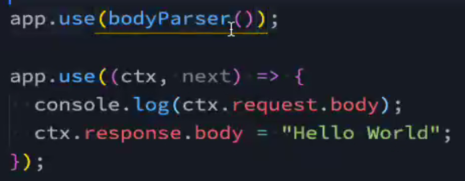 app.use(bodyParser());
app.use((ctx, next) => {
console.log(ctx.request.body);
ctx.response.body = "Hello World";
});